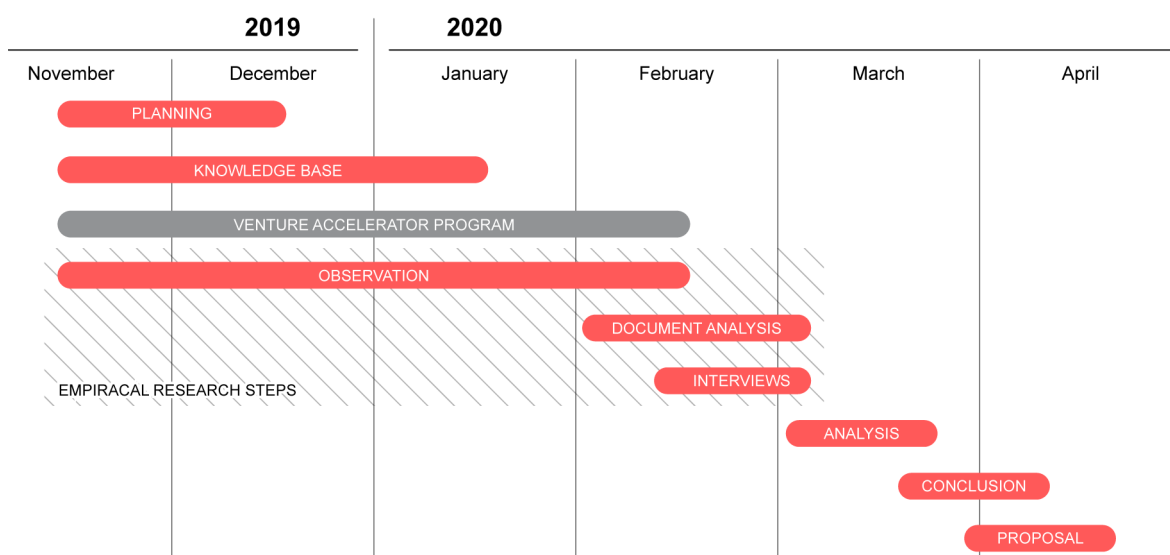 2019
2020
November
December
January
February
March
April
PLANNING
KNOWLEDGE BASE
VENTURE ACCELERATOR PROGRAM
OBSERVATION
DOCUMENT ANALYSIS
INTERVIEWS
EMPIRACAL RESEARCH STEPS
ANALYSIS
CONCLUSION
PROPOSAL